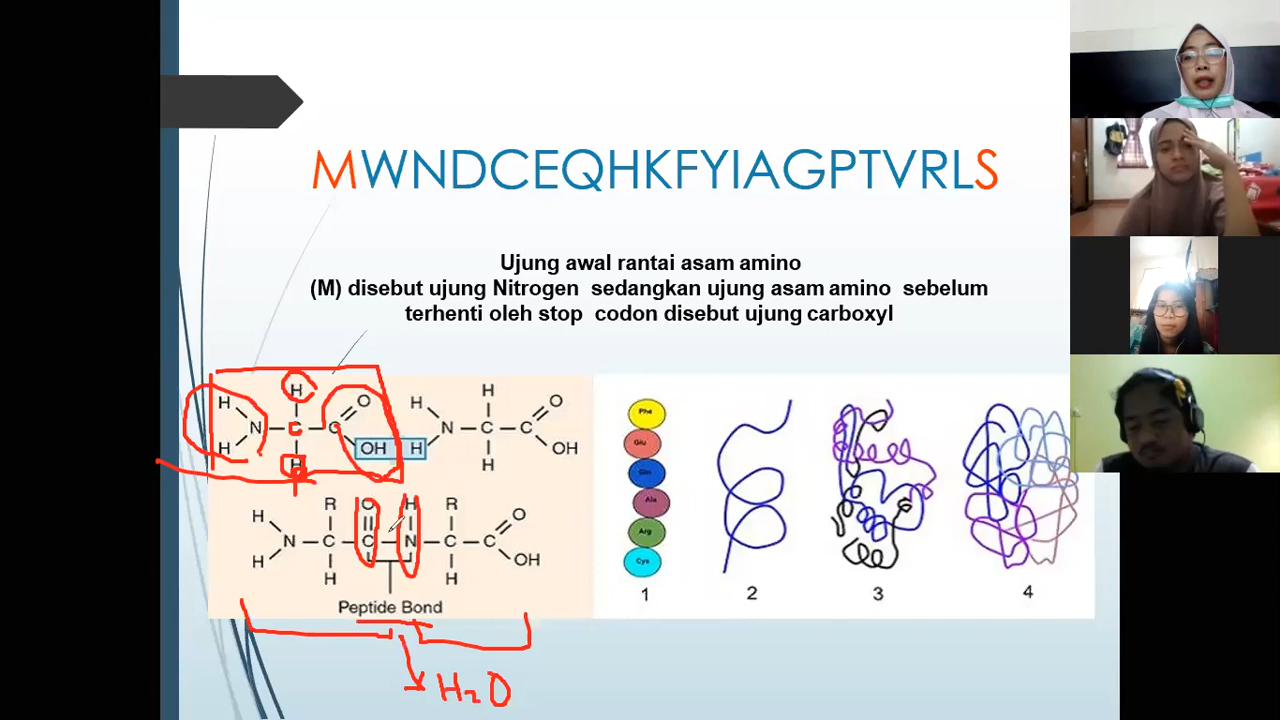 MWNDCEQHKFYIAGPTVRLS
Ujung awal rantai asam amino
(M) disebut ujung Nitrogen sedangkan ujung asam amino sebelum
terhenti oleh stop codon disebut ujung carboxyl
H H O H H O
N C C N C C
H H OH H H OH
H R O H R O
N C C N C C
H H H OH
Peptide Bond
H2O
Phe
Glu
Gln
Ala
Arg
Cys
1 2 3 4